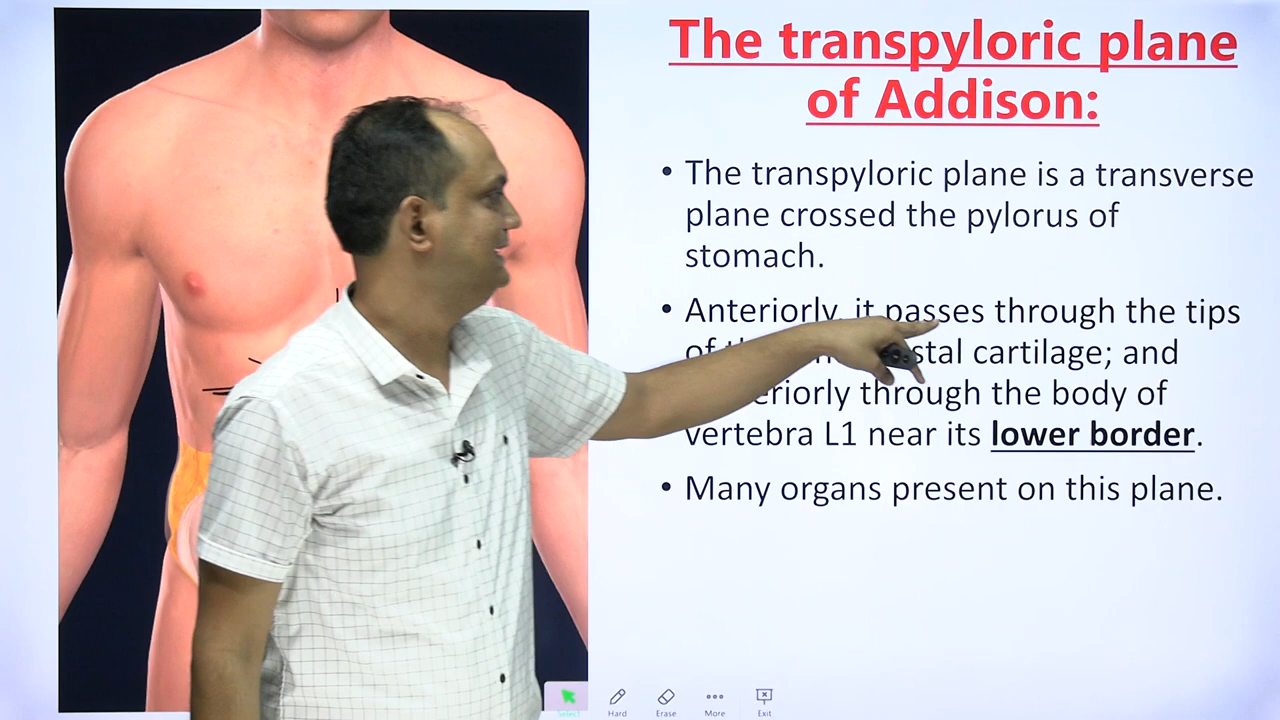 The transpyloric plane
of Addison:
• The transpyloric plane is a transverse
plane crossed the pylorus of
stomach.
• Anteriorly, it passes through the tips
of stal cartilage; and
eriorly through the body of
vertebra L1 near its lower border.
• Many organs present on this plane.
Select Hard Erase More Exit